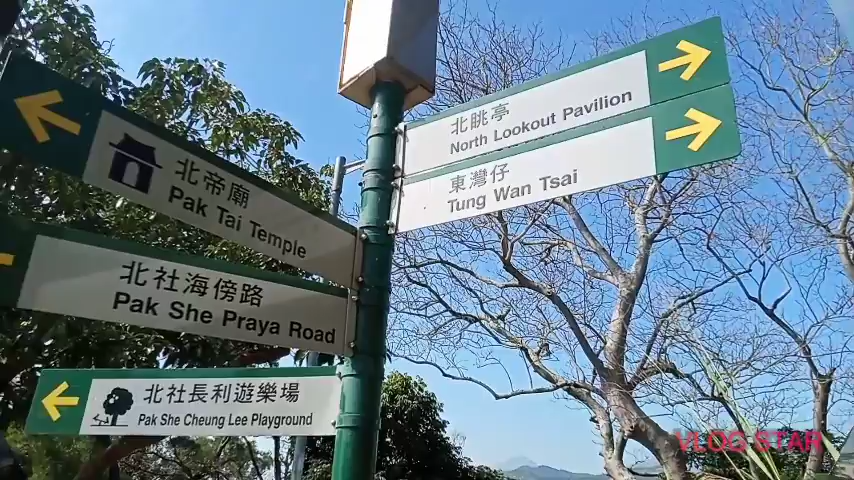 北帝廟
Pak Tai Temple
北社海傍路
Pak She Praya Road
北社長利遊樂場
Pak She Cheung Lei Playground
北眺亭
North Lookout Pavilion
東灣仔
Tung Wan Tsai
VLOG STAR